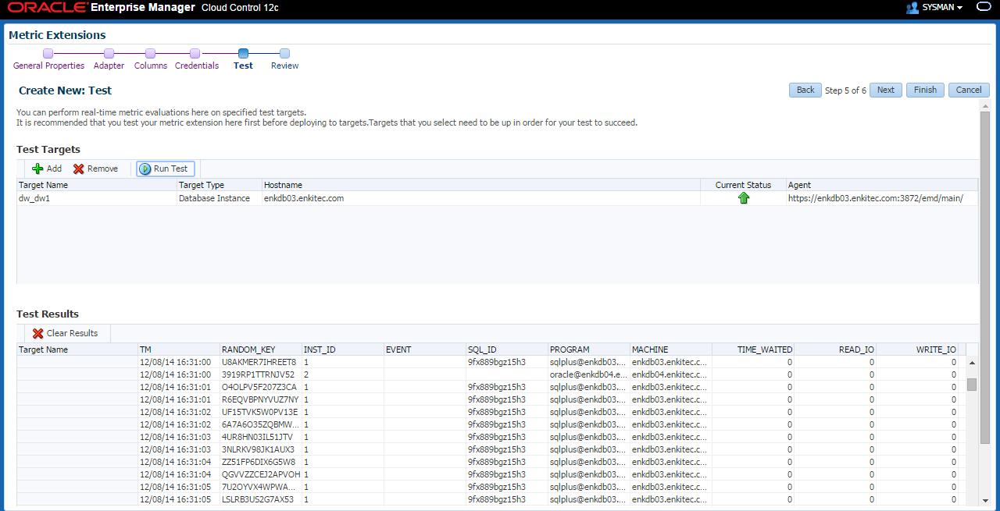 ORACLE Enterprise Manager Cloud Control 12c SYSMAN
Metric Extensions
General Properties Adapter Columns Credentials Test Review
Create New: Test Back Step 5 of 6 Next Finish Cancel
You can perform real-time metric evaluations here on specified test targets.
It is recommended that you test your metric extension here first before deploying to targets.Targets that you select need to be up in order for your test to succeed.
Test Targets
Add Remove Run Test
Target Name Target Type Hostname Current Status Agent
dw_dw1 Database Instance enkdb03.enkitec.com https://enkdb03.enkitec.com:3872/emd/main/
Test Results
Clear Results
Target Name TM RANDOM_KEY INST_ID EVENT SQL_ID PROGRAM MACHINE TIME_WAITED READ_IO WRITE_IO
12/08/14 16:31:00 U8AKMER7IHREET8 1 9fx889bgz15h3 sqlplus@enkdb03.... enkdb03.enkitec.c... 0 0 0
12/08/14 16:31:00 3919RP1TTRNJV52 2 oracle@enkdb04.e... enkdb04.enkitec.c... 0 0 0
12/08/14 16:31:01 O4OLPV5F207Z3CA 1 9fx889bgz15h3 sqlplus@enkdb03.... enkdb03.enkitec.c... 0 0 0
12/08/14 16:31:01 R6EQVBPNYVUZ7NY 1 9fx889bgz15h3 sqlplus@enkdb03.... enkdb03.enkitec.c... 0 0 0
12/08/14 16:31:02 UF15TVK5W0PV13E 1 9fx889bgz15h3 sqlplus@enkdb03.... enkdb03.enkitec.c... 0 0 0
12/08/14 16:31:02 6A7A6O35ZQBMW... 1 9fx889bgz15h3 sqlplus@enkdb03.... enkdb03.enkitec.c... 0 0 0
12/08/14 16:31:03 4UR8HN03IL51JTV 1 9fx889bgz15h3 sqlplus@enkdb03.... enkdb03.enkitec.c... 0 0 0
12/08/14 16:31:03 3NLRKV98JK1AUX3 1 9fx889bgz15h3 sqlplus@enkdb03.... enkdb03.enkitec.c... 0 0 0
12/08/14 16:31:04 ZZ51FP6DIX6G5W8 1 9fx889bgz15h3 sqlplus@enkdb03.... enkdb03.enkitec.c... 0 0 0
12/08/14 16:31:04 QGVVZZCEJ2APVOH 1 9fx889bgz15h3 sqlplus@enkdb03.... enkdb03.enkitec.c... 0 0 0
12/08/14 16:31:05 7U2OYVX4WPWA... 1 9fx889bgz15h3 sqlplus@enkdb03.... enkdb03.enkitec.c... 0 0 0
12/08/14 16:31:05 LSLRB3US2G7AX53 1 9fx889bgz15h3 sqlplus@enkdb03.... enkdb03.enkitec.c... 0 0 0